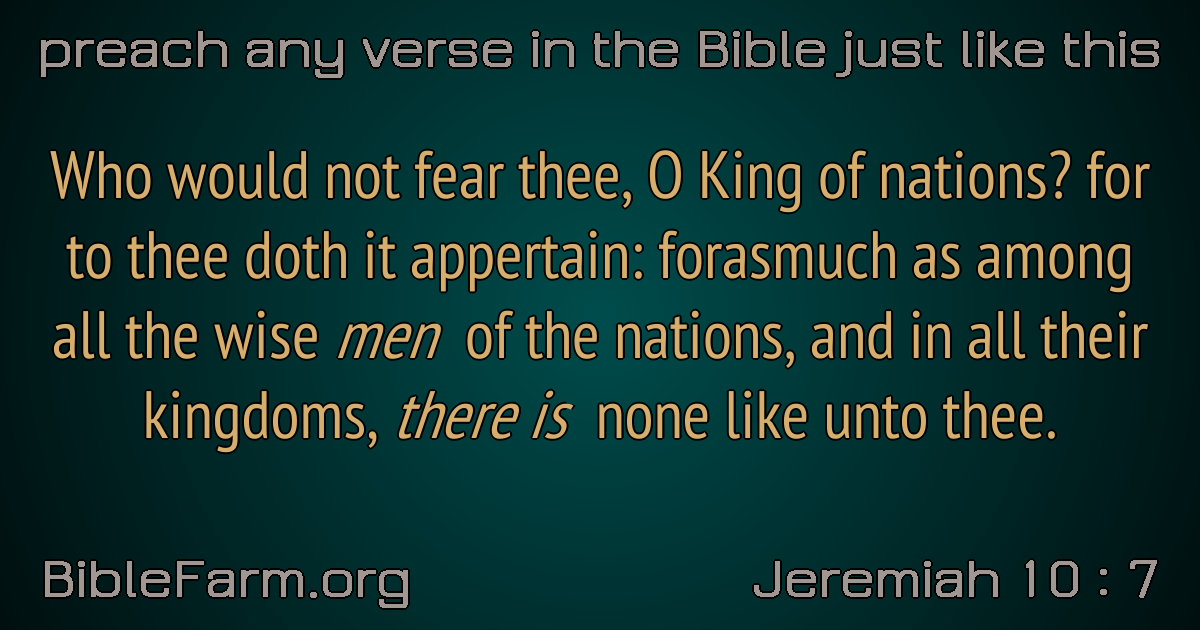 preach any verse in the Bible just like this
Who would not fear thee, O King of nations? for
to thee doth it appertain: forasmuch as among
all the wise men of the nations, and in all their
kingdoms, there is none like unto thee.
BibleFarm.org
Jeremiah 10 : 7